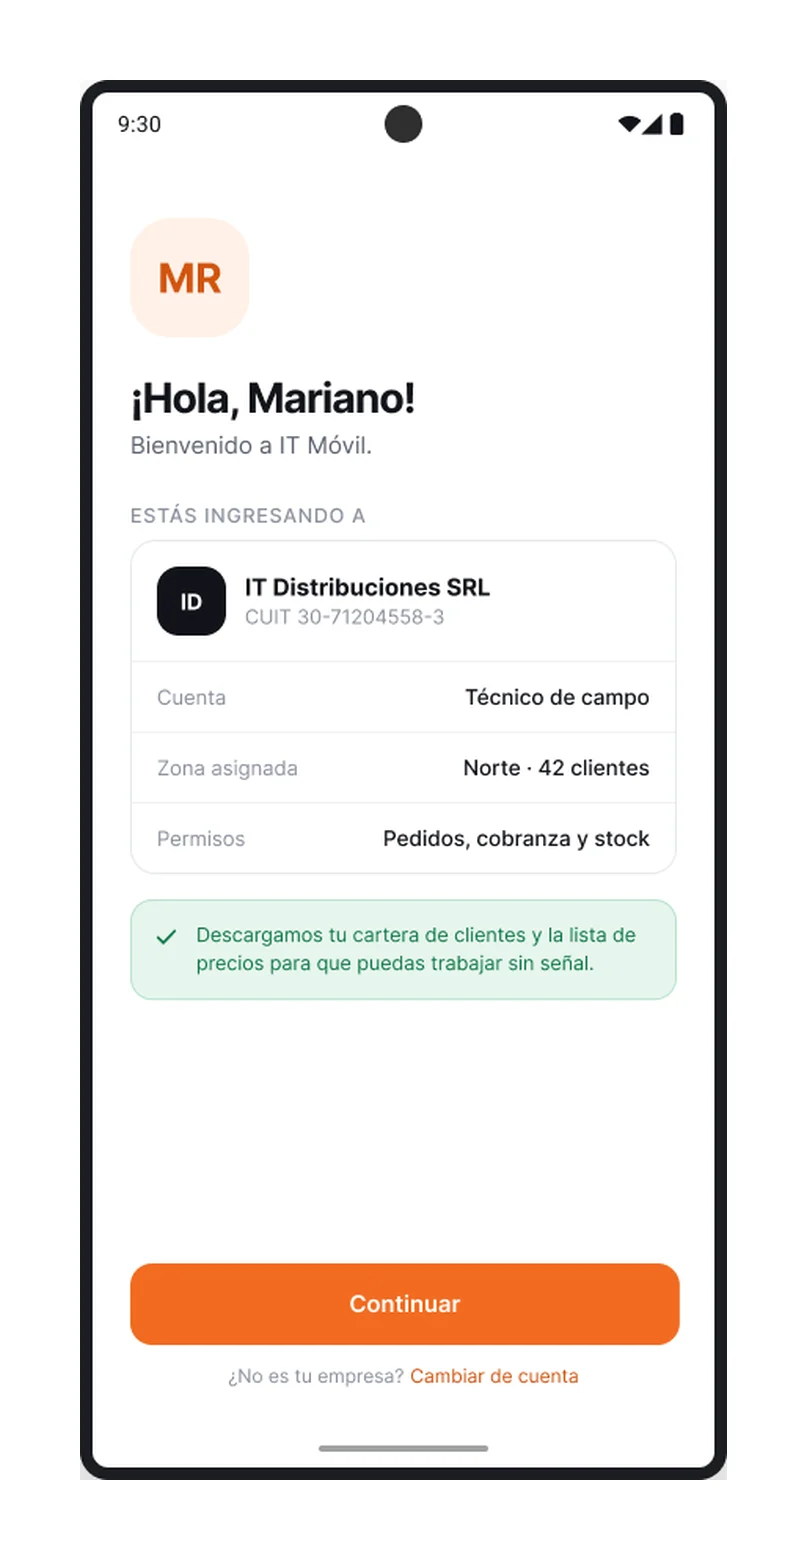 9:30
MR
¡Hola, Mariano!
Bienvenido a IT Móvil.
ESTÁS INGRESANDO A
ID
IT Distribuciones SRL
CUIT 30-71204558-3
Cuenta Técnico de campo
Zona asignada Norte · 42 clientes
Permisos Pedidos, cobranza y stock
Descargamos tu cartera de clientes y la lista de
precios para que puedas trabajar sin señal.
Continuar
¿No es tu empresa? Cambiar de cuenta